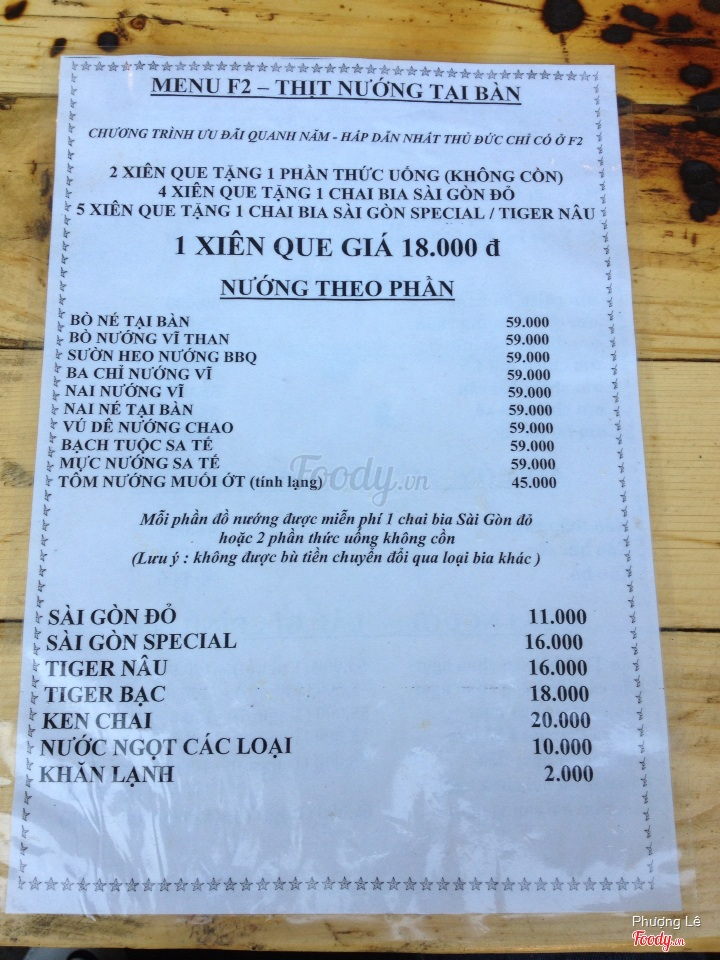 MENU F2 – THỊT NƯỚNG TẠI BÀN
CHƯƠNG TRÌNH ƯU ĐÃI QUANH NĂM - HẤP DẪN NHẤT THỦ ĐỨC CHỈ CÓ Ở F2
2 XIÊN QUE TẶNG 1 PHẦN THỨC UỐNG (KHÔNG CỒN)
4 XIÊN QUE TẶNG 1 CHAI BIA SÀI GÒN ĐỎ
5 XIÊN QUE TẶNG 1 CHAI BIA SÀI GÒN SPECIAL / TIGER NÂU
1 XIÊN QUE GIÁ 18.000 đ
NƯỚNG THEO PHẦN
BÒ NÉ TẠI BÀN 59.000
BÒ NƯỚNG VĨ THAN 59.000
SƯỜN HEO NƯỚNG BBQ 59.000
BA CHỈ NƯỚNG VĨ 59.000
NAI NƯỚNG VĨ 59.000
NAI NÉ TẠI BÀN 59.000
VÚ DÊ NƯỚNG CHAO 59.000
BẠCH TUỘC SA TÉ 59.000
MỰC NƯỚNG SA TÉ 59.000
TÔM NƯỚNG MUỐI ỚT (tính lạng) 45.000
Foody.vn
Mỗi phần đồ nướng được miễn phí 1 chai bia Sài Gòn đỏ
hoặc 2 phần thức uống không cồn
(Lưu ý : không được bù tiền chuyển đổi qua loại bia khác )
SÀI GÒN ĐỎ 11.000
SÀI GÒN SPECIAL 16.000
TIGER NÂU 16.000
TIGER BẠC 18.000
KEN CHAI 20.000
NƯỚC NGỌT CÁC LOẠI 10.000
KHĂN LẠNH 2.000
Phượng Lê
Foody.vn